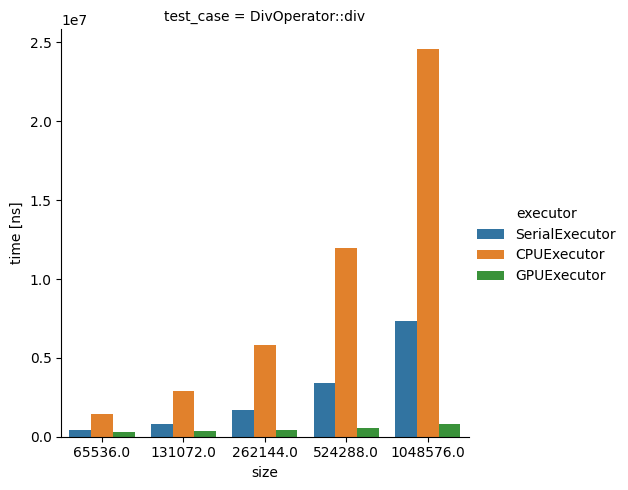 test_case = DivOperator::div
1e7
2.5
2.0
1.5
1.0
0.5
0.0
time [ns]
65536.0 131072.0 262144.0 524288.0 1048576.0
size
executor
SerialExecutor
CPUExecutor
GPUExecutor